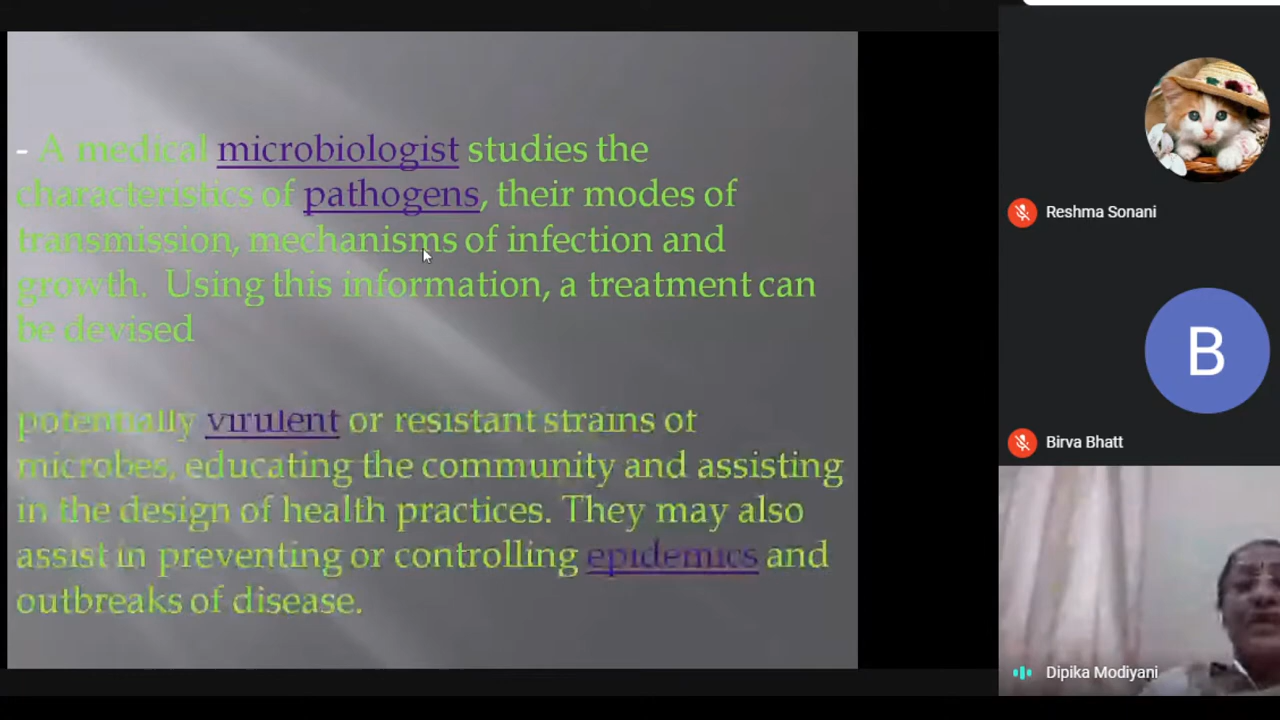 - A medical microbiologist studies the
characteristics of pathogens, their modes of
transmission, mechanisms of infection and
growth. Using this information, a treatment can
be devised
potentially virulent or resistant strains of
microbes, educating the community and assisting
in the design of health practices. They may also
assist in preventing or controlling epidemics and
outbreaks of disease.
Reshma Sonani
B
Birva Bhatt
Dipika Modiyani